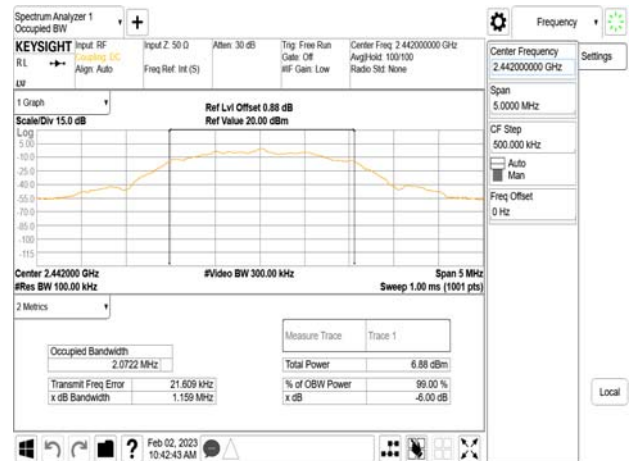 Spectrum Analyzer 1
Occupied BW
Frequency
KEYSIGHT Input: RF Input Z: 50 Ω Atten: 30 dB Trig: Free Run Center Freq: 2.442000000 GHz
RL Coupling: DC Gate: Off Avg|Hold: 100/100
Align: Auto Freq Ref: Int (S) #IF Gain: Low Radio Std: None
LXI
Center Frequency
2.442000000 GHz
Settings
Span
5.0000 MHz
CF Step
500.000 kHz
Auto
Man
Freq Offset
0 Hz
1 Graph
Ref Lvl Offset 0.88 dB
Scale/Div 15.0 dB Ref Value 20.00 dBm
Log
5.00
-10.0
-25.0
-40.0
-55.0
-70.0
-85.0
-100
-115
Center 2.442000 GHz #Video BW 300.00 kHz Span 5 MHz
#Res BW 100.00 kHz Sweep 1.00 ms (1001 pts)
2 Metrics
Measure Trace Trace 1
Occupied Bandwidth
2.0722 MHz Total Power 6.88 dBm
Transmit Freq Error 21.609 kHz % of OBW Power 99.00 %
x dB Bandwidth 1.159 MHz x dB -6.00 dB
Local
?
Feb 02, 2023
10:42:43 AM